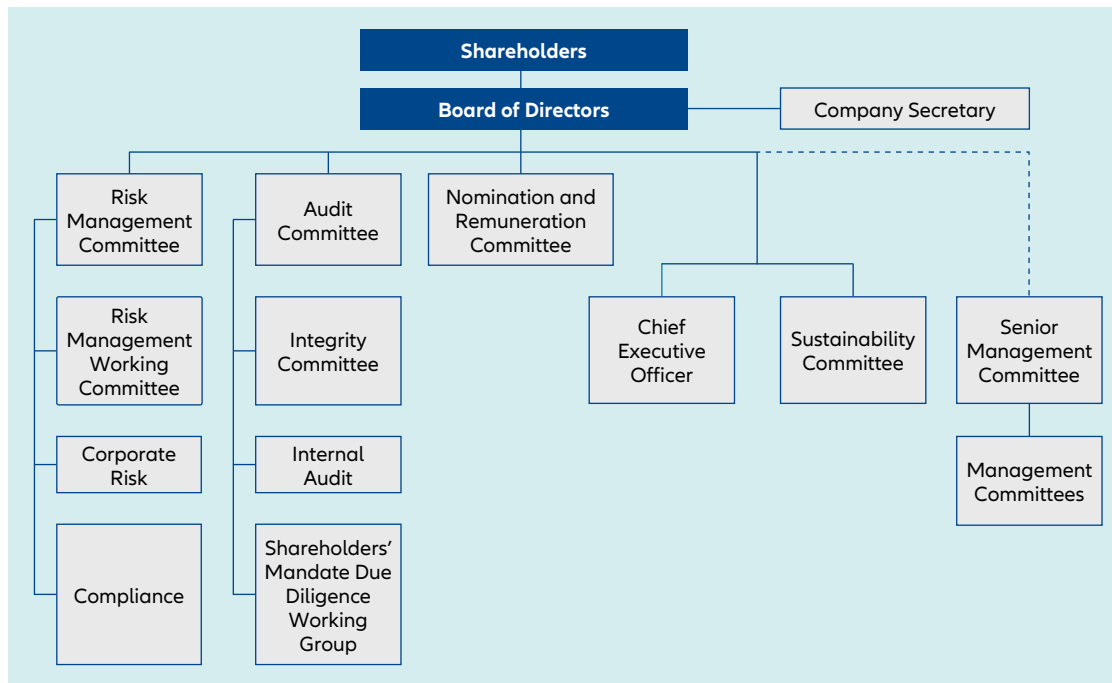 Shareholders
Board of Directors
Company Secretary
Risk
Management
Committee
Audit
Committee
Nomination and
Remuneration
Committee
Risk
Management
Working
Committee
Integrity
Committee
Chief
Executive
Officer
Sustainability
Committee
Senior
Management
Committee
Corporate
Risk
Internal
Audit
Management
Committees
Compliance
Shareholders’
Mandate Due
Diligence
Working
Group